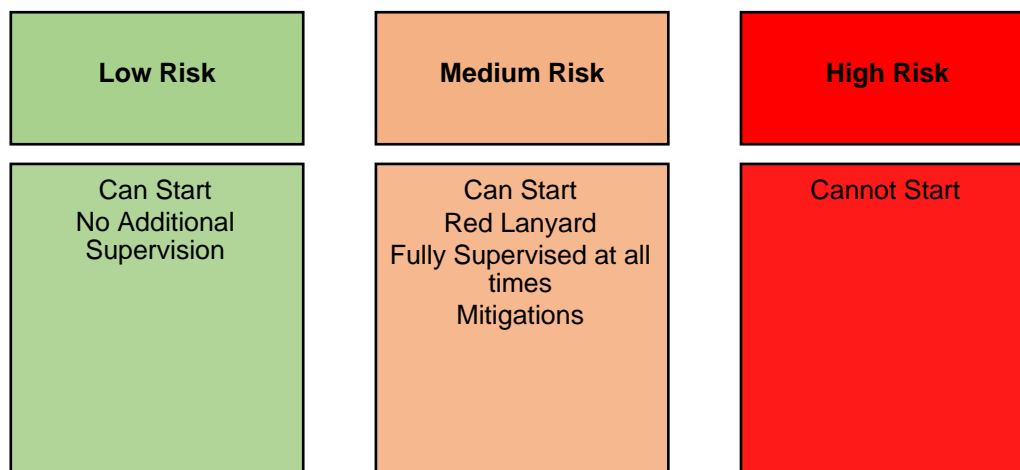 Low Risk
Medium Risk
High Risk
Can Start
No Additional
Supervision
Can Start
Red Lanyard
Fully Supervised at all
times
Mitigations
Cannot Start